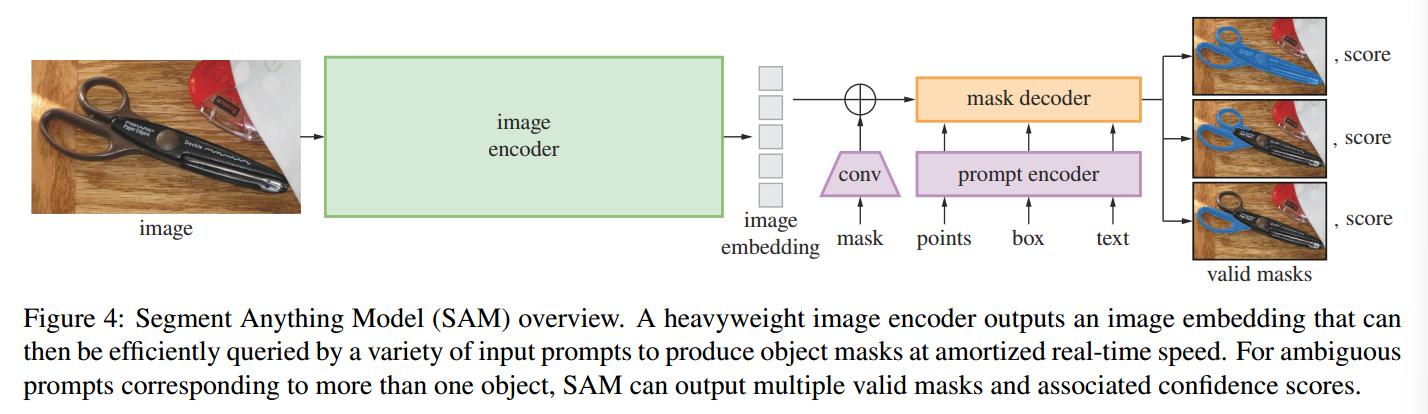 image
image
encoder
image
embedding
conv
mask
mask decoder
prompt encoder
points
box
text
, score
, score
, score
valid masks
Figure 4: Segment Anything Model (SAM) overview. A heavyweight image encoder outputs an image embedding that can
then be efficiently queried by a variety of input prompts to produce object masks at amortized real-time speed. For ambiguous
prompts corresponding to more than one object, SAM can output multiple valid masks and associated confidence scores.